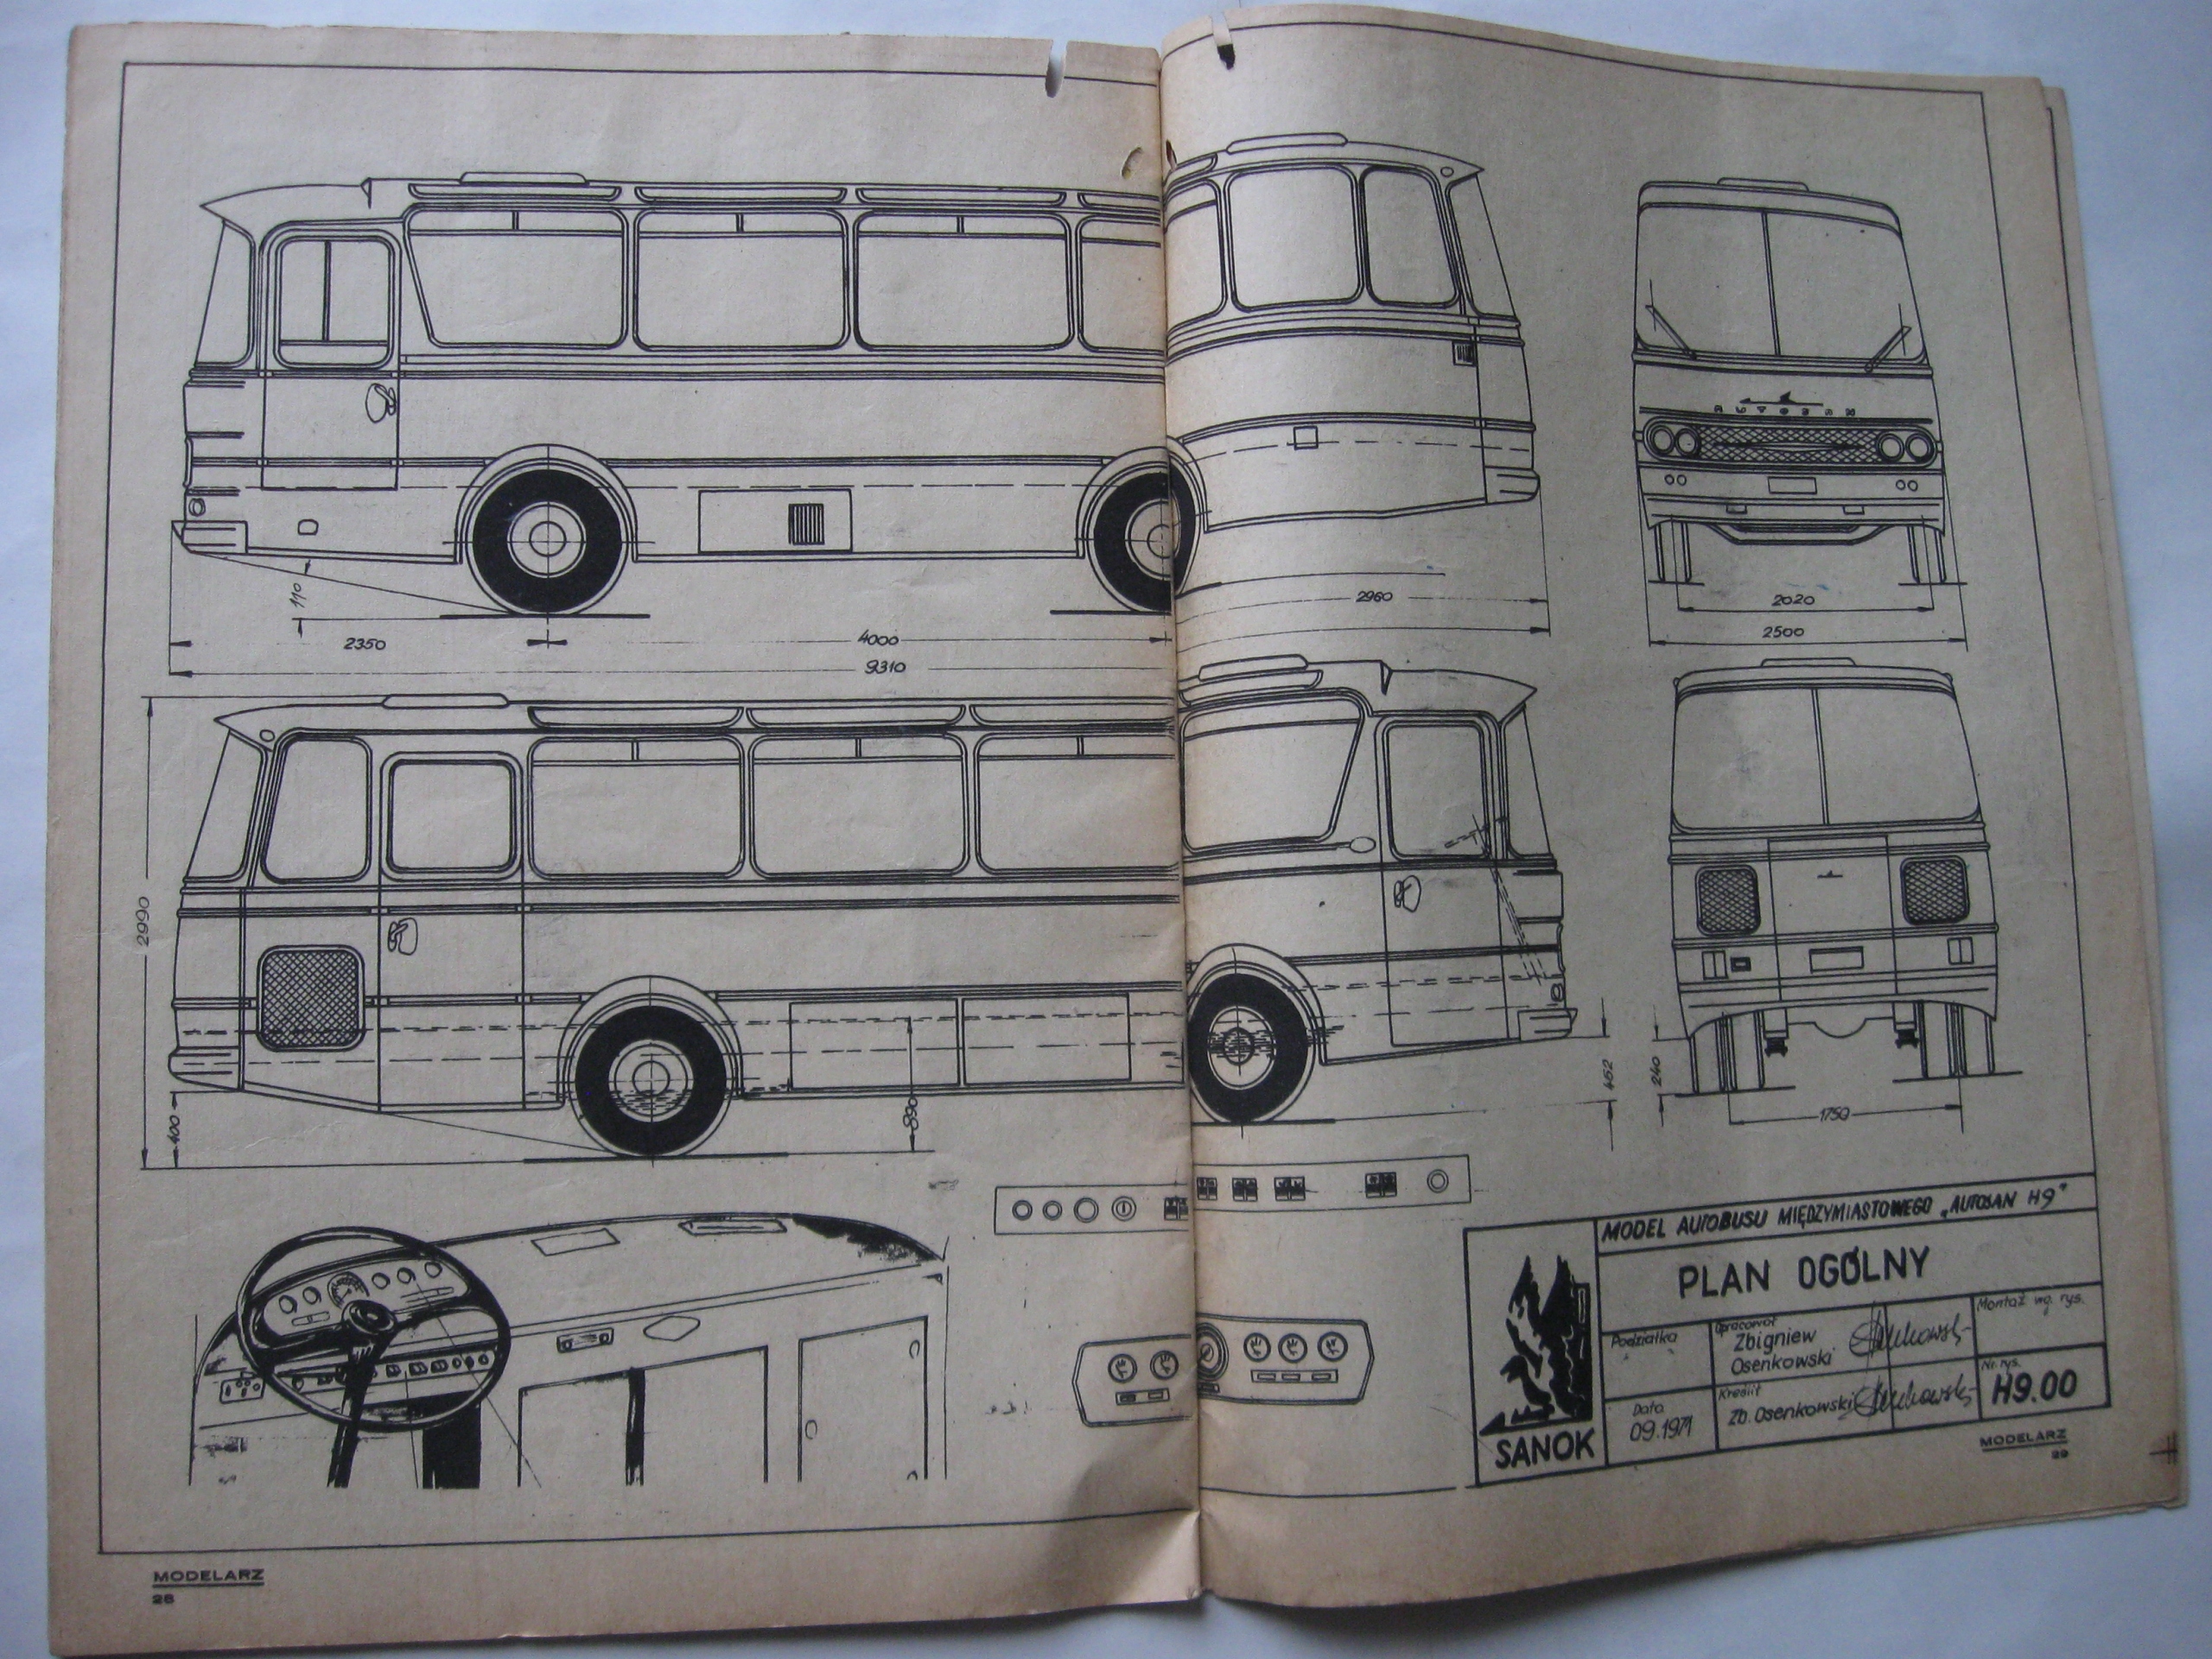 110
2350
4000
9310
2960
AUTOSAN
2020
2500
2990
400
890
462
240
1750
MODEL AUTOBUSU MIĘDZYMIASTOWEGO „AUTOSAN H9”
PLAN OGÓLNY
Podziałka
Opracował
Zbigniew
Osenkowski
Montaż wg. rys.
Data
09.1971
Kreślił
Zb. Osenkowski
Nr. rys.
H9.00
SANOK
MODELARZ
28
MODELARZ
29